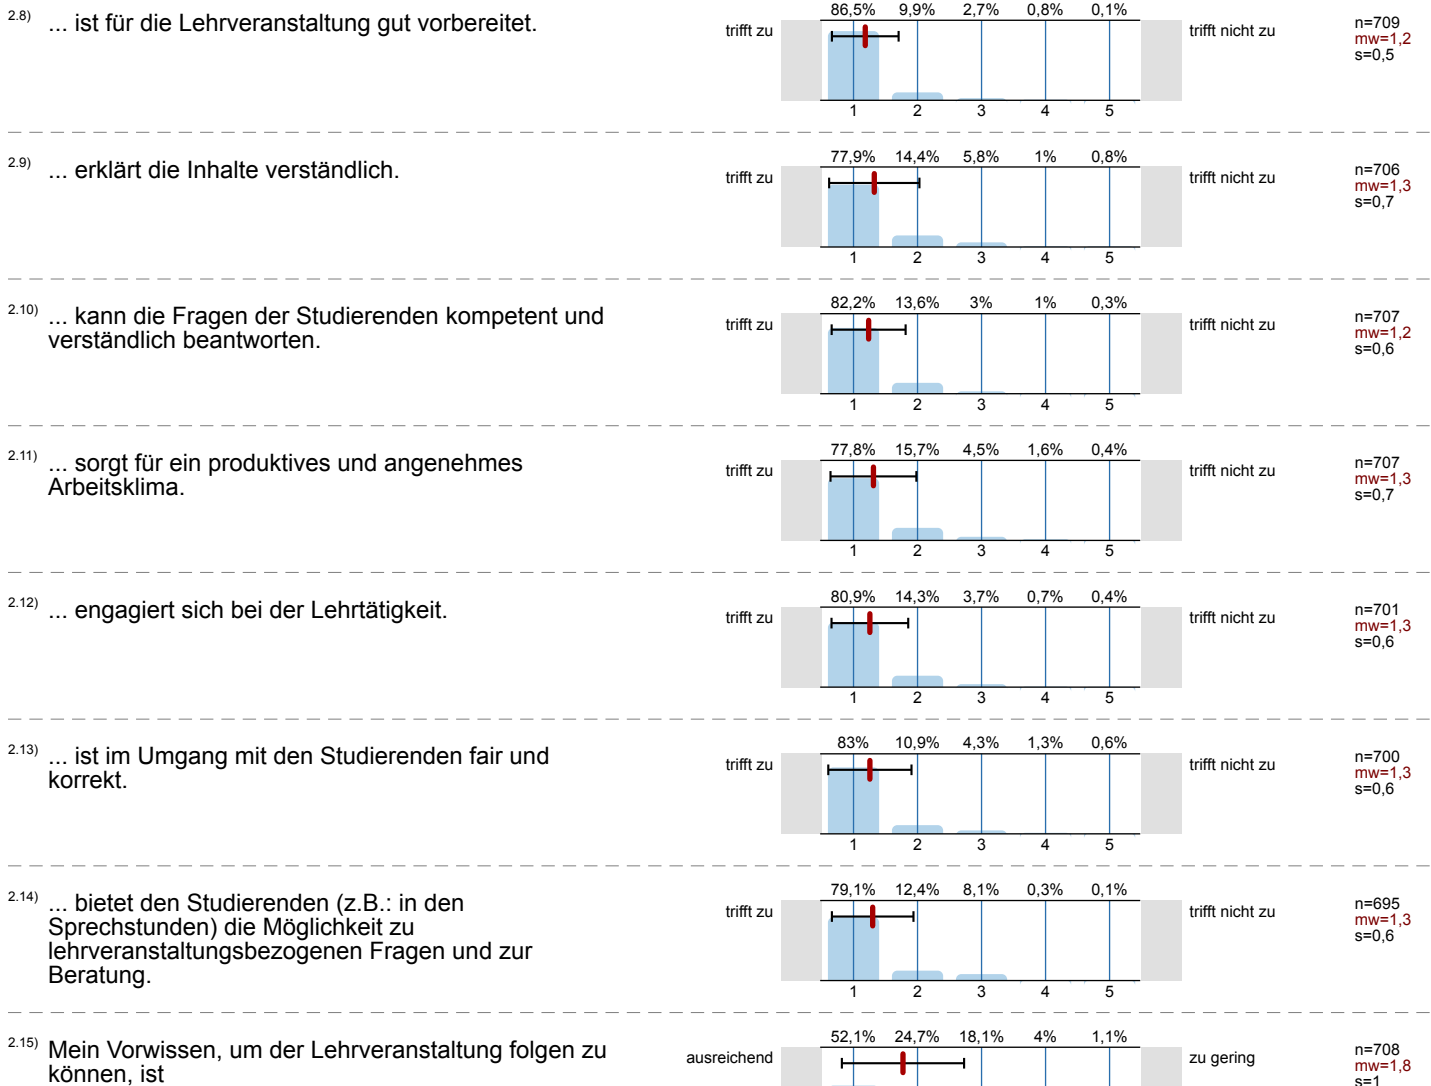 2.8) ... ist für die Lehrveranstaltung gut vorbereitet.
86,5% 9,9% 2,7% 0,8% 0,1%
trifft zu
trifft nicht zu
n=709
mw=1,2
s=0,5
1 2 3 4 5
2.9) ... erklärt die Inhalte verständlich.
77,9% 14,4% 5,8% 1% 0,8%
trifft zu
trifft nicht zu
n=706
mw=1,3
s=0,7
1 2 3 4 5
2.10) ... kann die Fragen der Studierenden kompetent und
verständlich beantworten.
82,2% 13,6% 3% 1% 0,3%
trifft zu
trifft nicht zu
n=707
mw=1,2
s=0,6
1 2 3 4 5
2.11) ... sorgt für ein produktives und angenehmes
Arbeitsklima.
77,8% 15,7% 4,5% 1,6% 0,4%
trifft zu
trifft nicht zu
n=707
mw=1,3
s=0,7
1 2 3 4 5
2.12) ... engagiert sich bei der Lehrtätigkeit.
80,9% 14,3% 3,7% 0,7% 0,4%
trifft zu
trifft nicht zu
n=701
mw=1,3
s=0,6
1 2 3 4 5
2.13) ... ist im Umgang mit den Studierenden fair und
korrekt.
83% 10,9% 4,3% 1,3% 0,6%
trifft zu
trifft nicht zu
n=700
mw=1,3
s=0,6
1 2 3 4 5
2.14) ... bietet den Studierenden (z.B.: in den
Sprechstunden) die Möglichkeit zu
lehrveranstaltungsbezogenen Fragen und zur
Beratung.
79,1% 12,4% 8,1% 0,3% 0,1%
trifft zu
trifft nicht zu
n=695
mw=1,3
s=0,6
1 2 3 4 5
2.15) Mein Vorwissen, um der Lehrveranstaltung folgen zu
können, ist
52,1% 24,7% 18,1% 4% 1,1%
ausreichend
zu gering
n=708
mw=1,8
s=1